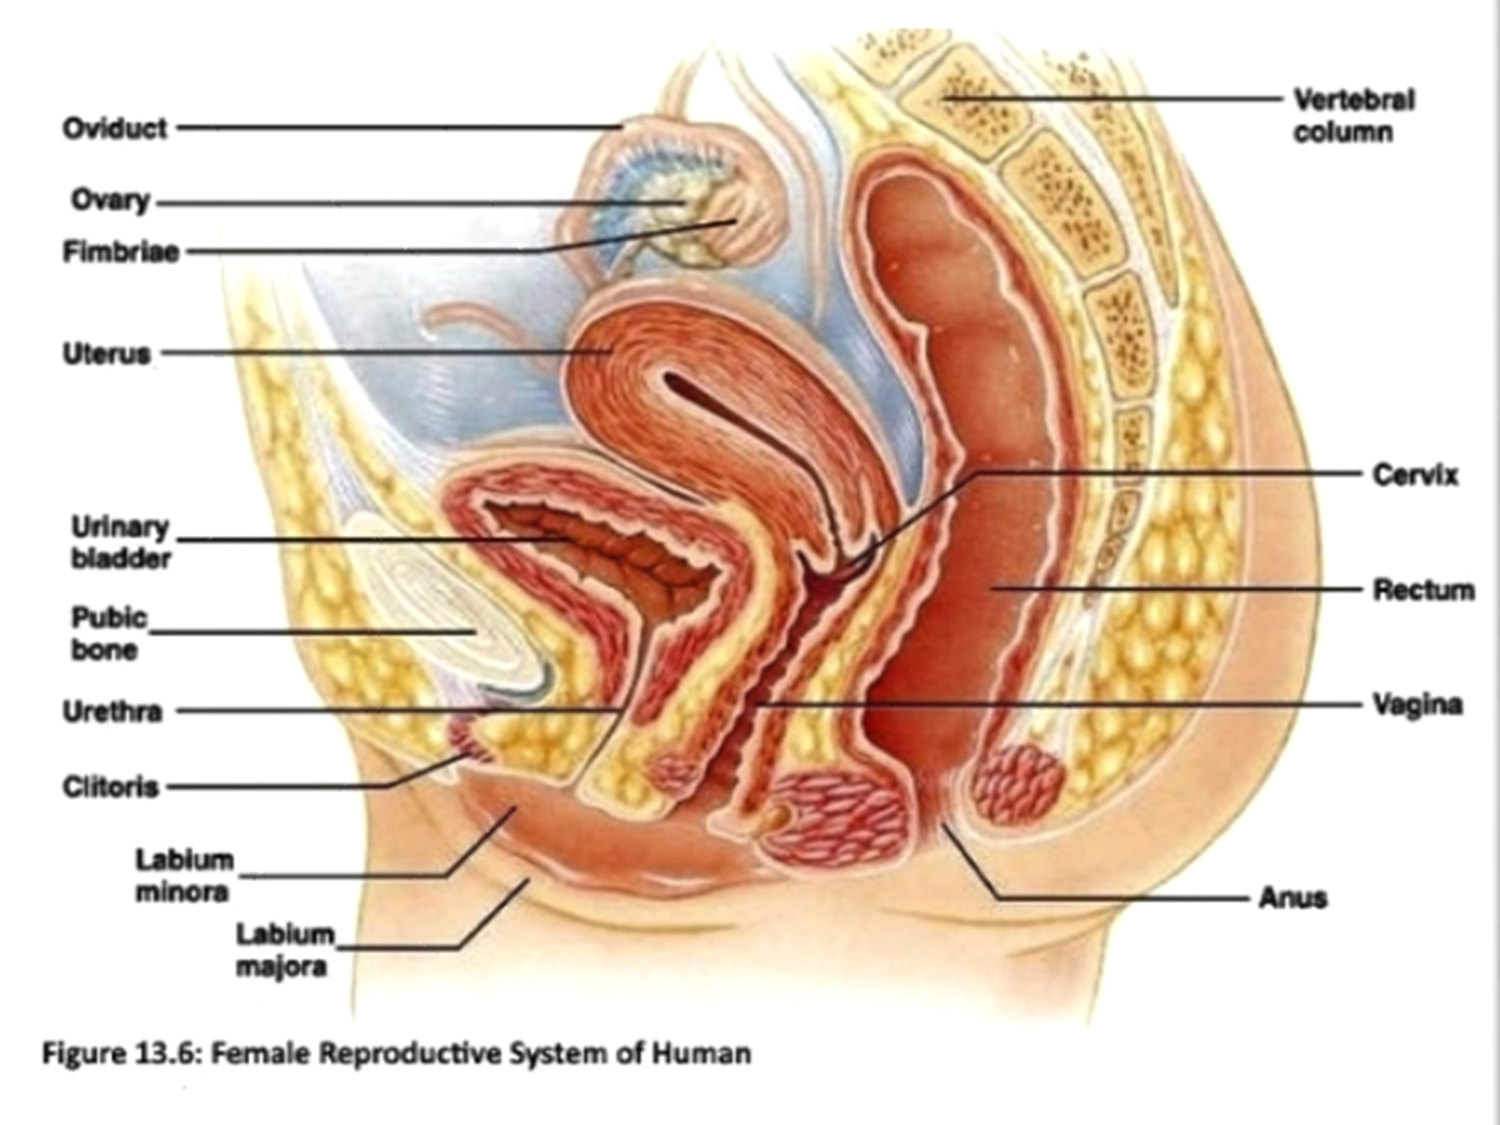 Oviduct
Ovary
Fimbriae
Uterus
Urinary
bladder
Pubic
bone
Urethra
Clitoris
Labium
minora
Labium
majora
Vertebral
column
Cervix
Rectum
Vagina
Anus
Figure 13.6: Female Reproductive System of Human